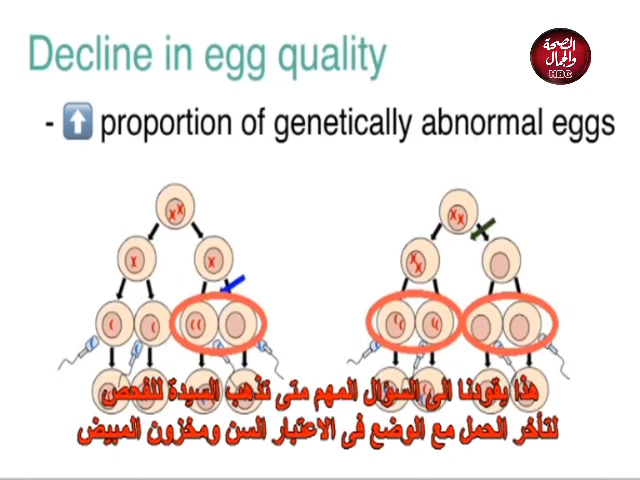 Decline in egg quality
الصحة
والجمال
HBG
- ⬆ proportion of genetically abnormal eggs
هذا يقودنا الى السؤال المهم متى تذهب السيدة للفحص
لتأخر الحمل مع الوضع فى الاعتبار السن ومخزون المبيض